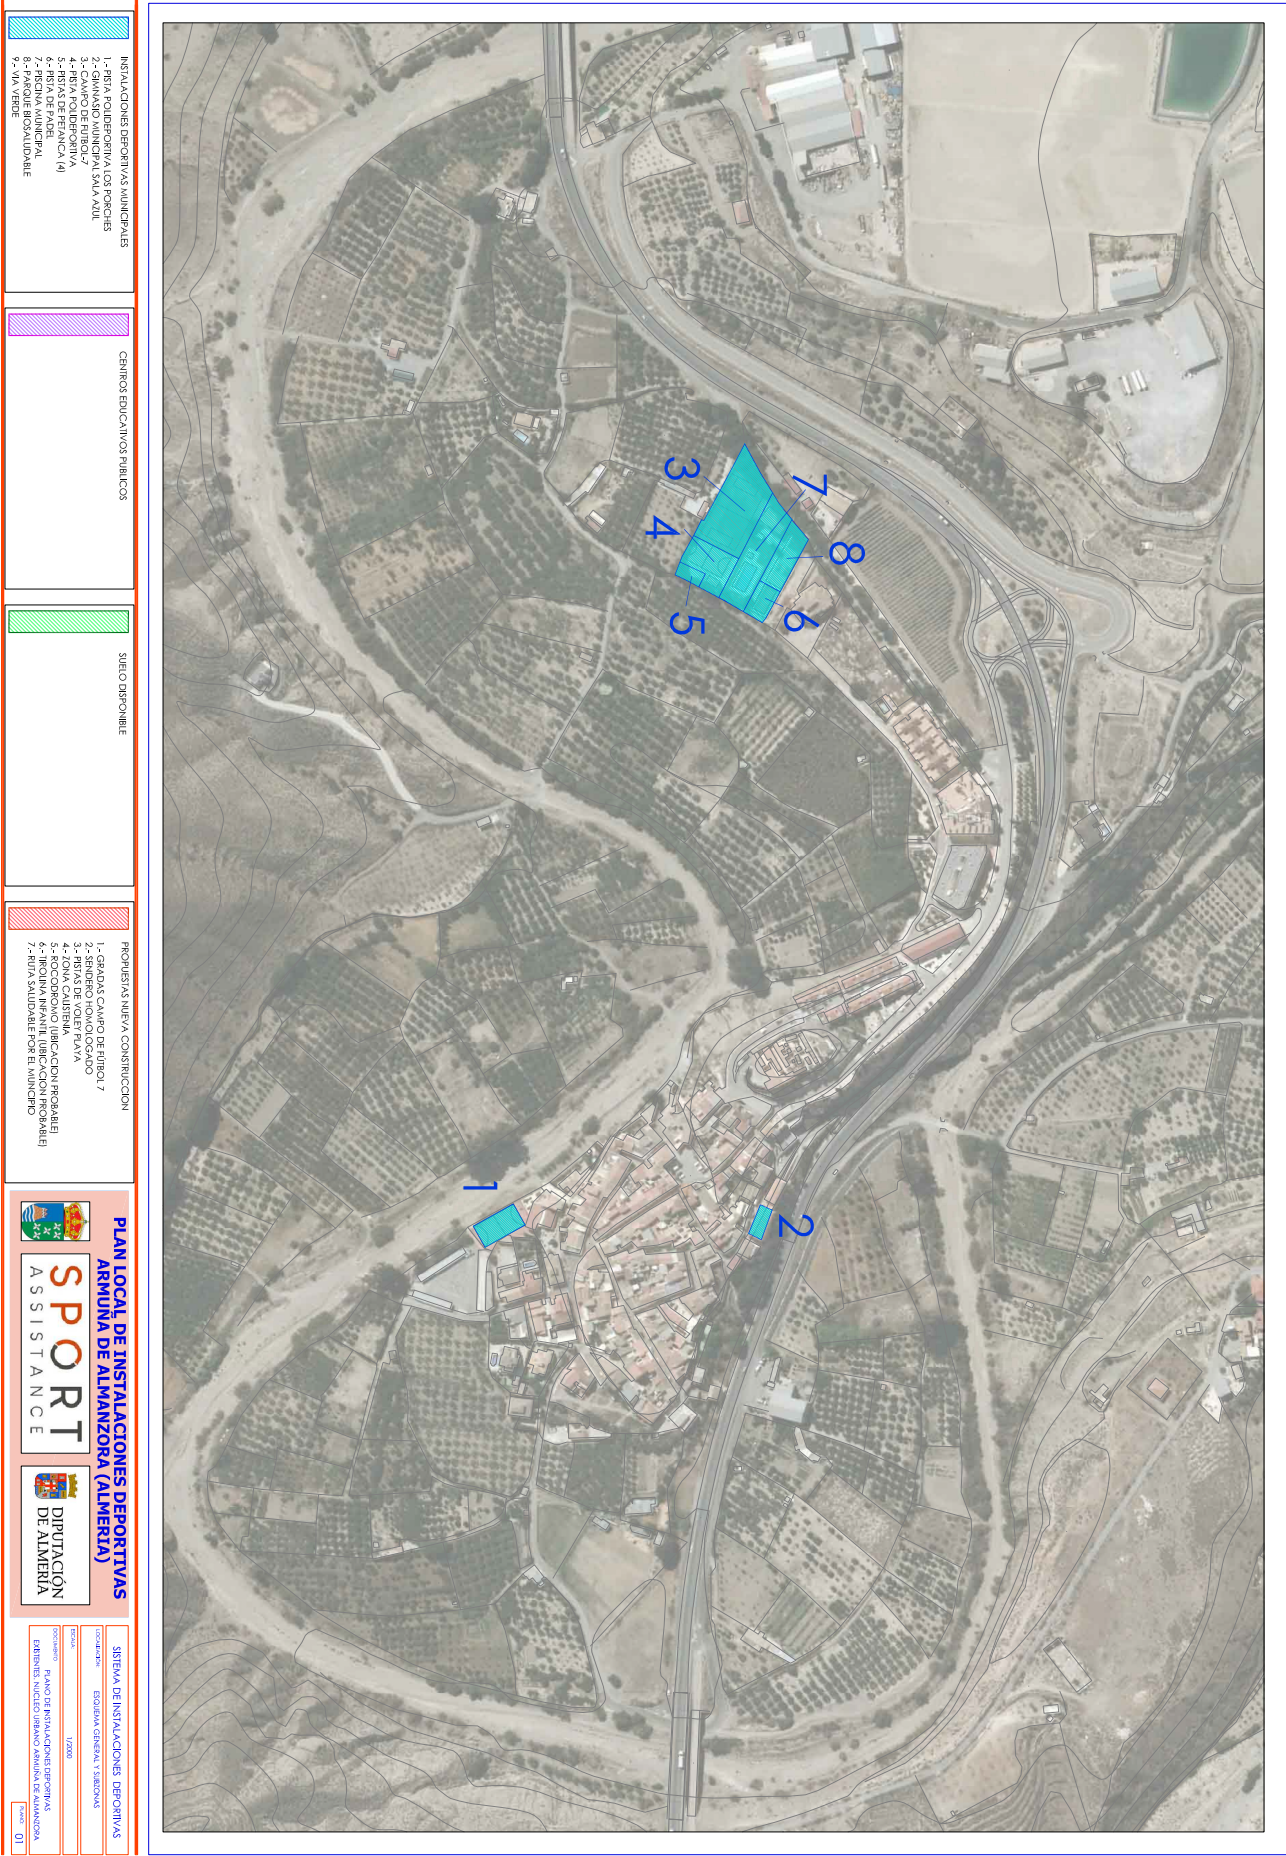 INSTALACIONES DEPORTIVAS MUNICIPALES
1.- PISTA POLIDEPORTIVA LOS PORCHES
2.- GIMNASIO MUNICIPAL SALA AZUL
3.- CAMPO DE FUTBOL-7
4.- PISTA POLIDEPORTIVA
5.- PISTAS DE PETANCA (4)
6.- PISTA DE PADEL
7.- PISCINA MUNICIPAL
8.- PARQUE BIOSALUDABLE
9.- VIA VERDE
CENTROS EDUCATIVOS PUBLICOS
SUELO DISPONIBLE
PROPUESTAS NUEVA CONSTRUCCION
1.- GRADAS CAMPO DE FÚTBOL 7
2.- SENDERO HOMOLOGADO
3.- PISTAS DE VOLEY PLAYA
4.- ZONA CALISTENIA
5.- ROCODROMO (UBICACION PROBABLE)
6.- TIROLINA INFANTIL (UBICACION PROBABLE)
7.- RUTA SALUDABLE POR EL MUNICIPIO
PLAN LOCAL DE INSTALACIONES DEPORTIVAS
ARMUÑA DE ALMANZORA (ALMERIA)
SPORT
ASSISTANCE
DIPUTACIÓN
DE ALMERÍA
SISTEMA DE INSTALACIONES DEPORTIVAS
LOCALIZACIÓN: ESQUEMA GENERAL Y SUBZONAS
ESCALA: 1/2000
DOCUMENTO: PLANO DE INSTALACIONES DEPORTIVAS
EXISTENTES. NUCLEO URBANO ARMUÑA DE ALMANZORA
PLANO: 01
3
7
8
4
5
6
1
2